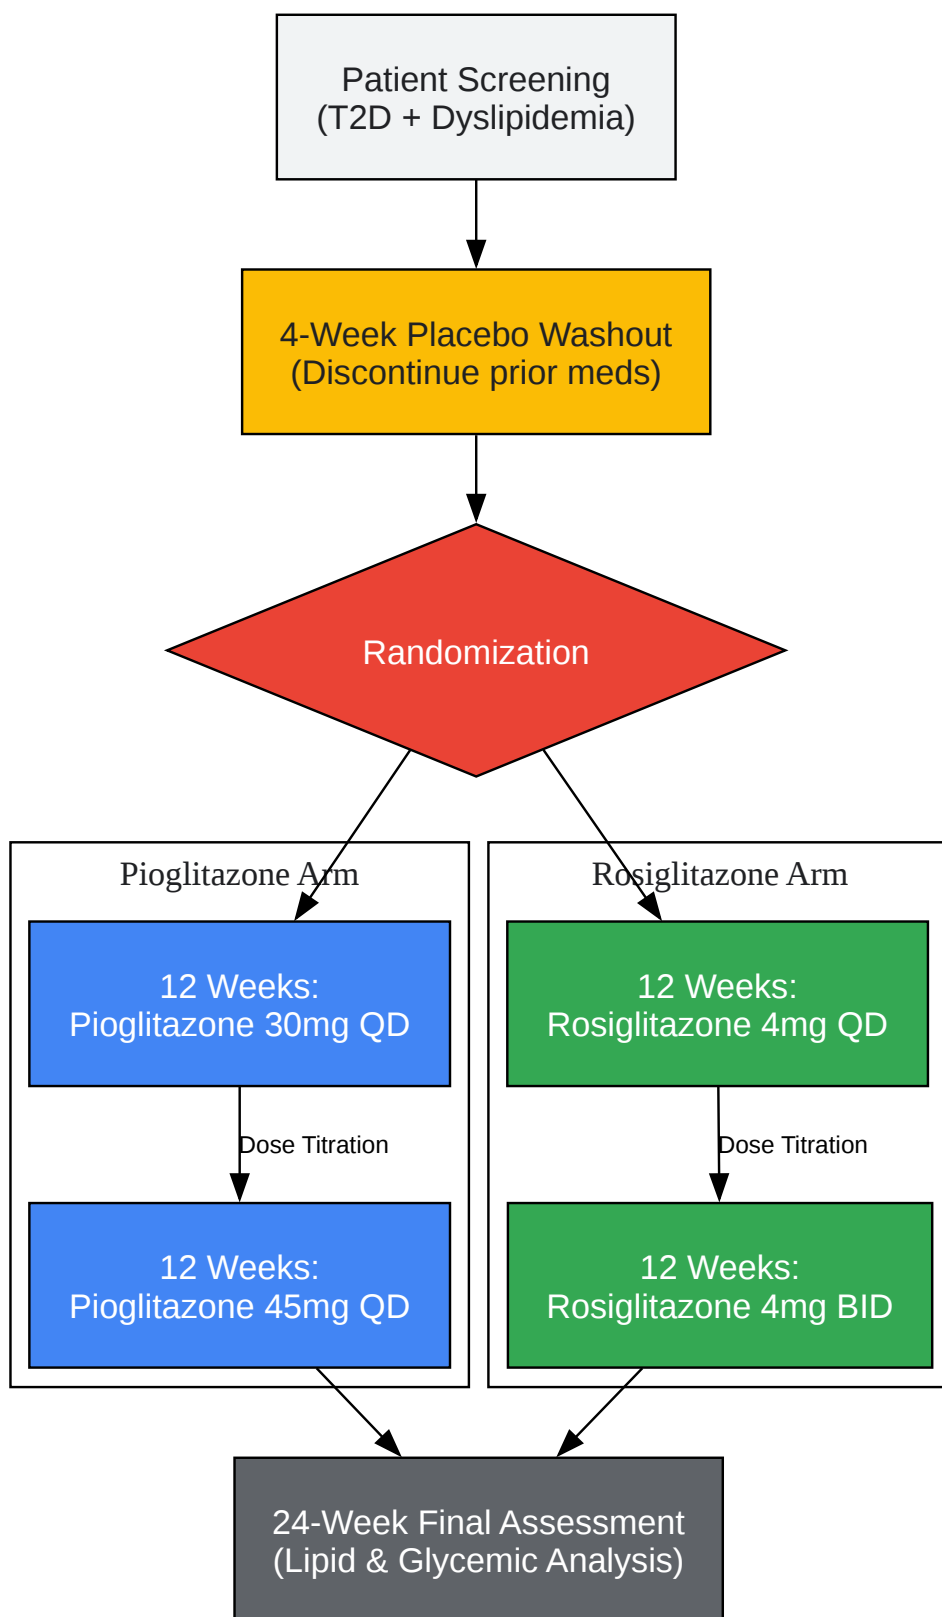 Patient Screening
(T2D + Dyslipidemia)
4-Week Placebo Washout
(Discontinue prior meds)
Randomization
Pioglitazone Arm
12 Weeks:
Pioglitazone 30mg QD
Dose Titration
12 Weeks:
Pioglitazone 45mg QD
Rosiglitazone Arm
12 Weeks:
Rosiglitazone 4mg QD
Dose Titration
12 Weeks:
Rosiglitazone 4mg BID
24-Week Final Assessment
(Lipid & Glycemic Analysis)